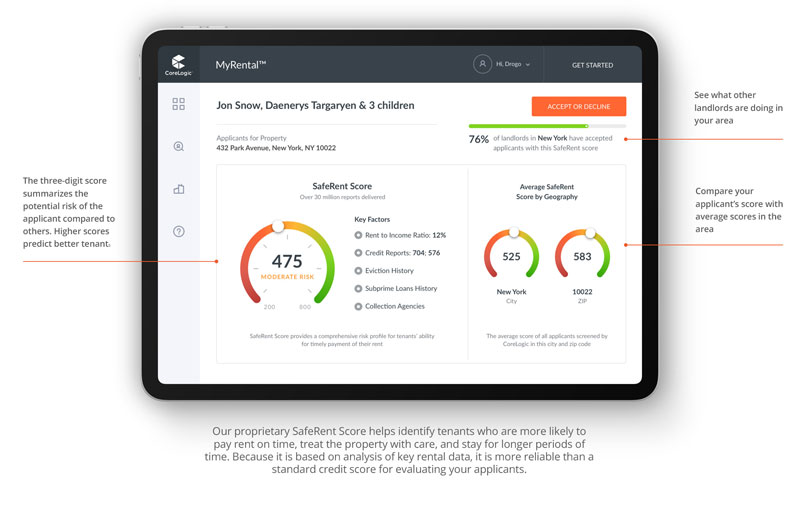 CoreLogic
MyRental™
Hi, Drogo
GET STARTED
Jon Snow, Daenerys Targaryen & 3 children
ACCEPT OR DECLINE
Applicants for Property
432 Park Avenue, New York, NY 10022
76%
of landlords in New York have accepted
applicants with this SafeRent score
See what other
landlords are doing in
your area
The three-digit score
summarizes the
potential risk of the
applicant compared to
others. Higher scores
predict better tenant.
SafeRent Score
Over 30 million reports delivered
475
MODERATE RISK
200
800
Key Factors
Rent to Income Ratio: 12%
Credit Reports: 704; 576
Eviction History
Subprime Loans History
Collection Agencies
SafeRent Score provides a comprehensive risk profile for tenants' ability
for timely payment of their rent
Average SafeRent
Score by Geography
525
New York
City
583
10022
ZIP
The average score of all applicants screened by
CoreLogic in this city and zip code
Compare your
applicant's score with
average scores in the
area
Our proprietary SafeRent Score helps identify tenants who are more likely to
pay rent on time, treat the property with care, and stay for longer periods of
time. Because it is based on analysis of key rental data, it is more reliable than a
standard credit score for evaluating your applicants.